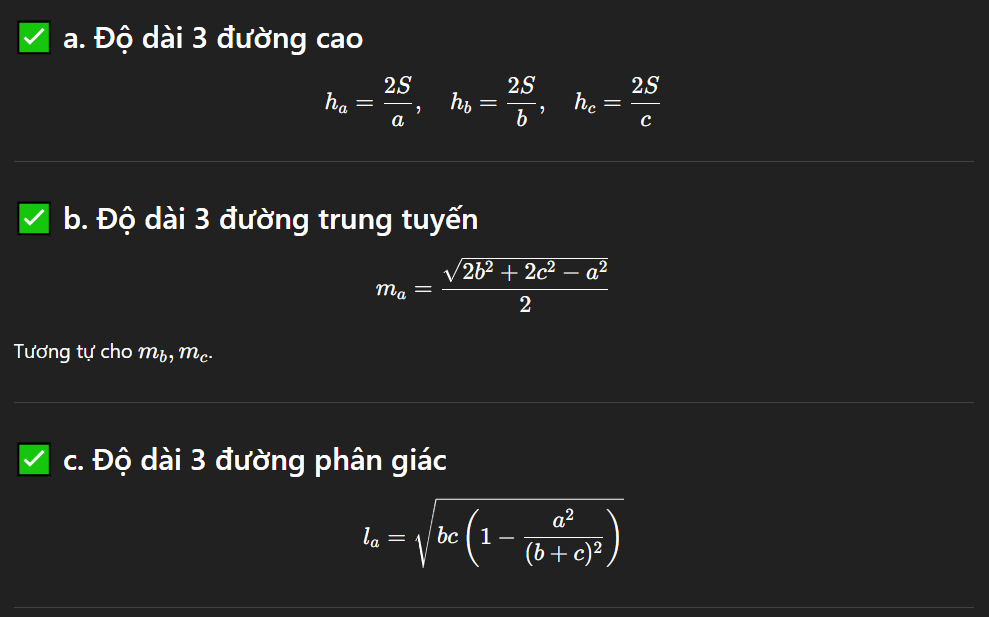 ✅ a. Độ dài 3 đường cao
h_a = \frac{2S}{a}, h_b = \frac{2S}{b}, h_c = \frac{2S}{c}
✅ b. Độ dài 3 đường trung tuyến
m_a = \frac{\sqrt{2b^2 + 2c^2 - a^2}}{2}
Tương tự cho m_b, m_c.
✅ c. Độ dài 3 đường phân giác
l_a = \sqrt{bc\left(1 - \frac{a^2}{(b + c)^2}\right)}